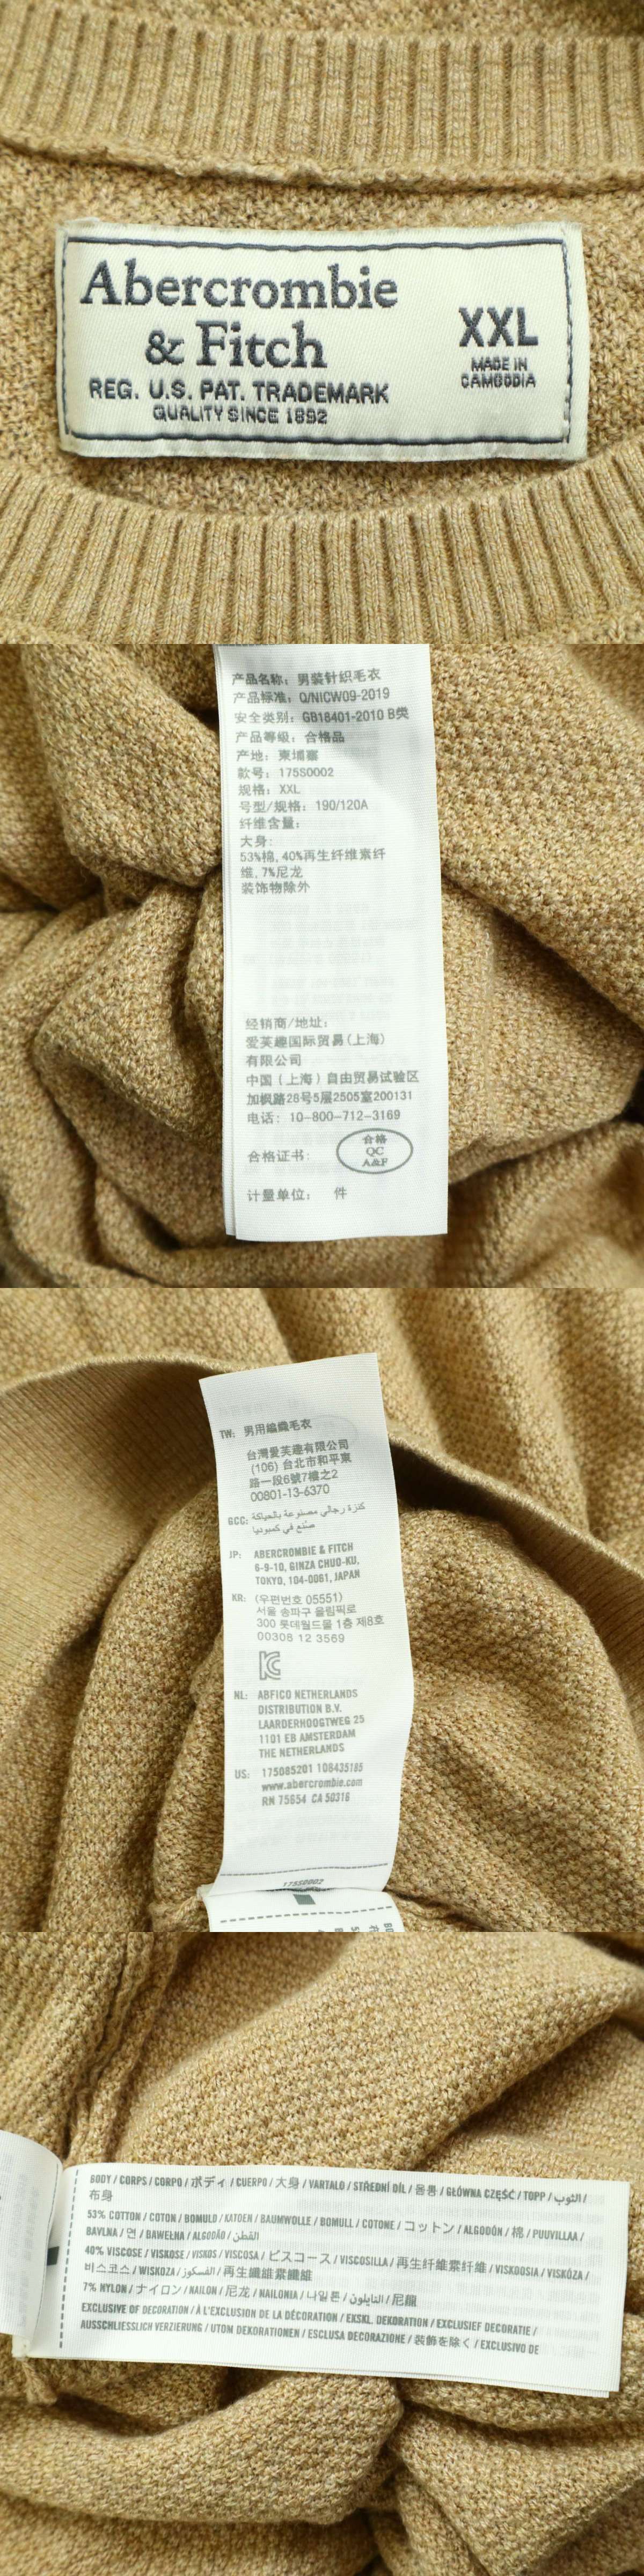 Abercrombie
& Fitch
REG. U.S. PAT. TRADEMARK
QUALITY SINCE 1892
XXL
MADE IN
CAMBODIA
产品名称: 男装针织毛衣
产品标准: Q/NICW09-2019
安全类别: GB18401-2010 B类
产品等级: 合格品
产地: 柬埔寨
款号: 175S0002
规格: XXL
号型/规格: 190/120A
纤维含量:
大身:
53%棉, 40%再生纤维素纤
维, 7%尼龙
装饰物除外
经销商/地址:
爱芙趣国际贸易(上海)
有限公司
中国 (上海) 自由贸易试验区
加枫路28号5层2505室200131
电话: 10-800-712-3169
合格证书:
合格
QC
A&F
计量单位: 件
TW: 男用編織毛衣
台灣愛芙趣有限公司
(106) 台北市和平東
路一段6號7樓之2
00801-13-6370
GCC: كنزة رجالي مصنوعة بالحياكة
صُنع في كمبوديا
JP: ABERCROMBIE & FITCH
6-9-10, GINZA CHUO-KU,
TOKYO, 104-0061, JAPAN
KR: (우편번호 05551)
서울 송파구 올림픽로
300 롯데월드몰 1층 제8호
00308 12 3569
NL: ABFICO NETHERLANDS
DISTRIBUTION B.V.
LAARDERHOOGTWEG 25
1101 EB AMSTERDAM
THE NETHERLANDS
US: 175085201 108435185
www.abercrombie.com
RN 75654 CA 50316
175S0002
BODY / CORPS / CORPO / ボディ / CUERPO / 大身 / VARTALO / STŘEDNÍ DÍL / 몸통 / GŁÓWNA CZĘŚĆ / TOPP / الثوب /
布身
53% COTTON / COTON / BOMULD / KATOEN / BAUMWOLLE / BOMULL / COTONE / コットン / ALGODÓN / 棉 / PUUVILLAA /
BAVLNA / 면 / BAWEŁNA / ALGODÃO / القطن
40% VISCOSE / VISKOSE / VISKOS / VISCOSA / ビスコース / VISCOSILLA / 再生纤维素纤维 / VISKOOSIA / VISKÓZA /
비스코스 / WISKOZA / الفسكوز / 再生纖維素纖維
7% NYLON / ナイロン / NAILON / 尼龙 / NAILONIA / 나일론 / النايلون / 尼龍
EXCLUSIVE OF DECORATION / À L'EXCLUSION DE LA DÉCORATION / EKSKL. DEKORATION / EXCLUSIEF DECORATIE /
AUSSCHLIESSLICH VERZIERUNG / UTOM DEKORATIONEN / ESCLUSA DECORAZIONE / 装飾を除く / EXCLUSIVO DE